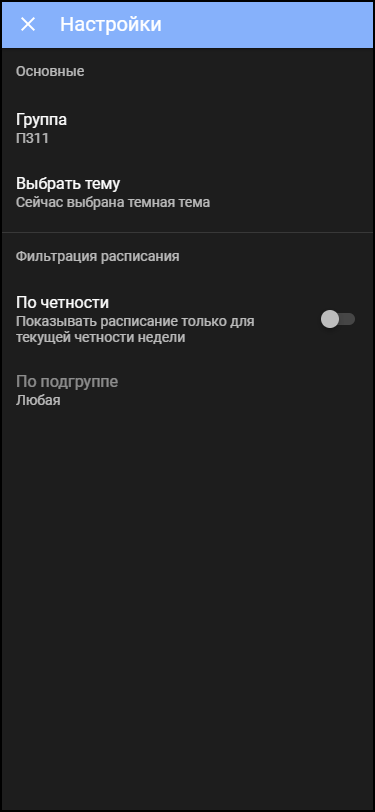 Настройки
Основные
Группа
П311
Выбрать тему
Сейчас выбрана темная тема
Фильтрация расписания
По четности
Показывать расписание только для
текущей четности недели
По подгруппе
Любая